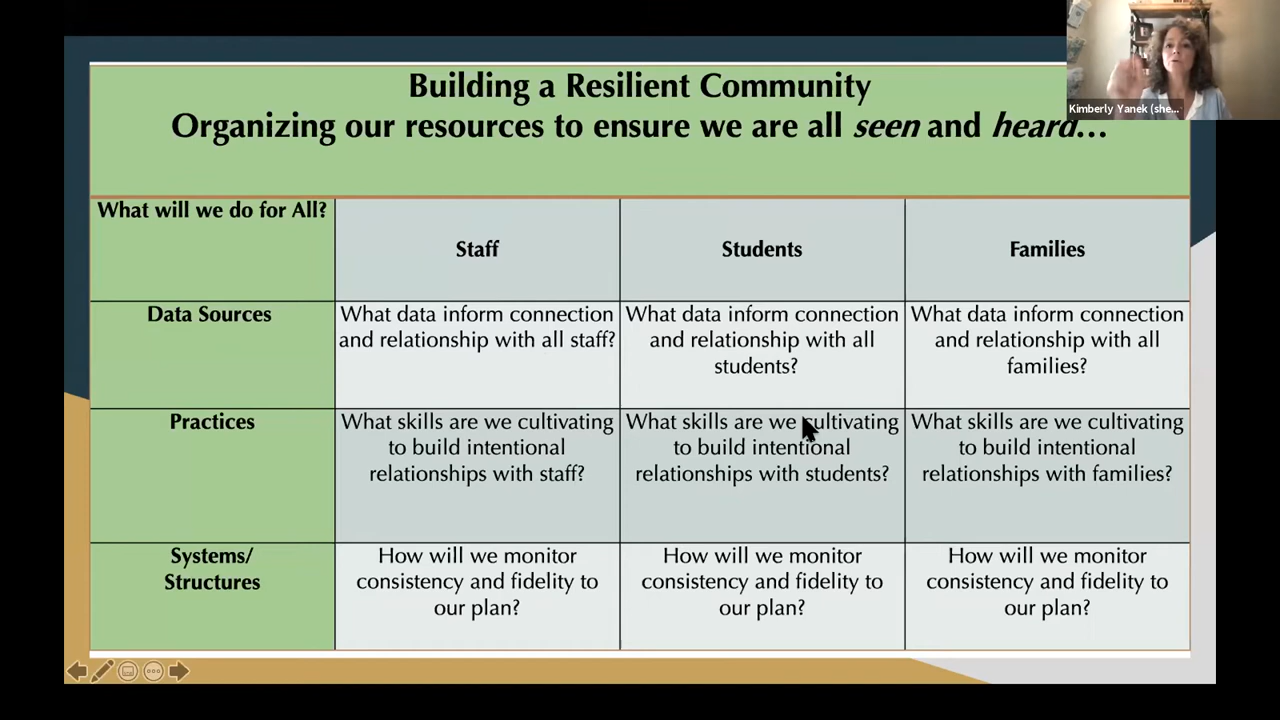 Building a Resilient Community
Organizing our resources to ensure we are all seen and heard...
Kimberly Yanek (she...
What will we do for All?
Staff
Students
Families
Data Sources
What data inform connection
and relationship with all staff?
What data inform connection
and relationship with all
students?
What data inform connection
and relationship with all
families?
Practices
What skills are we cultivating
to build intentional
relationships with staff?
What skills are we cultivating
to build intentional
relationships with students?
What skills are we cultivating
to build intentional
relationships with families?
Systems/
Structures
How will we monitor
consistency and fidelity to
our plan?
How will we monitor
consistency and fidelity to
our plan?
How will we monitor
consistency and fidelity to
our plan?